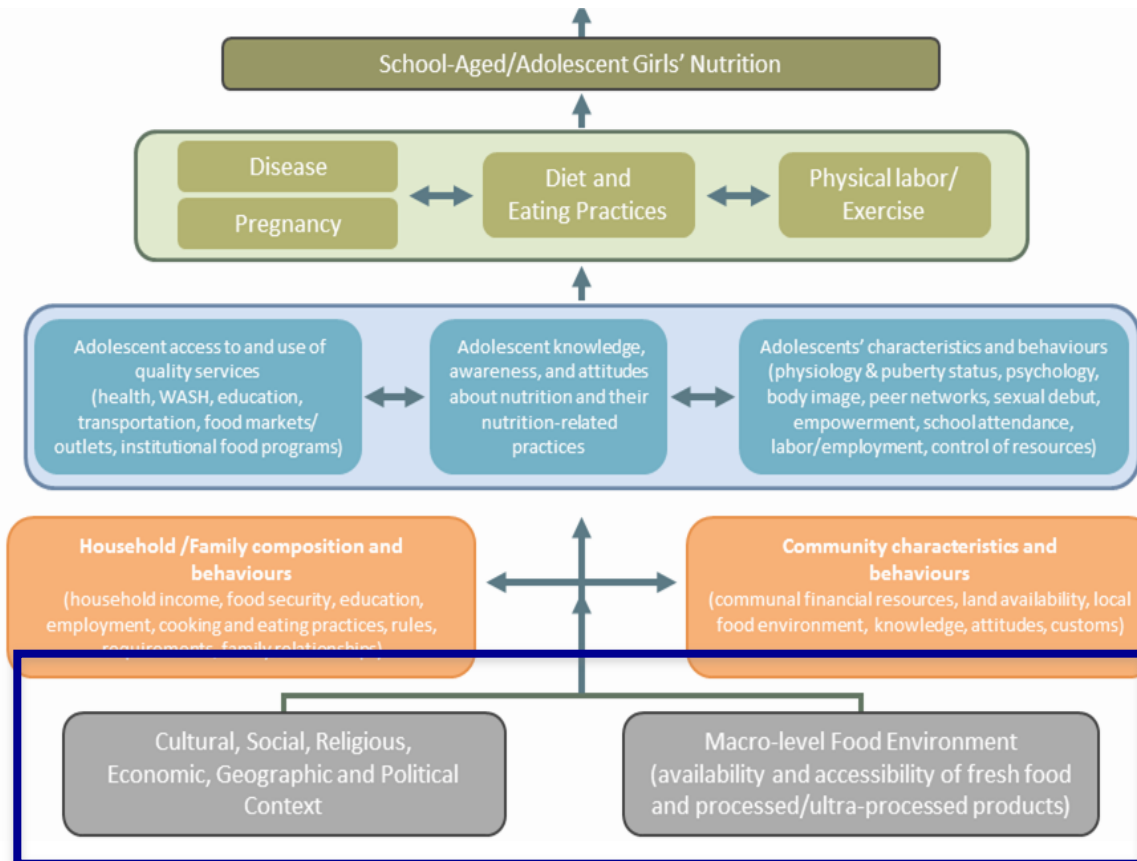 School-Aged/Adolescent Girls' Nutrition
Disease
Pregnancy
Diet and
Eating Practices
Physical labor/
Exercise
Adolescent access to and use of
quality services
(health, WASH, education,
transportation, food markets/
outlets, institutional food programs)
Adolescent knowledge,
awareness, and attitudes
about nutrition and their
nutrition-related
practices
Adolescents' characteristics and behaviours
(physiology & puberty status, psychology,
body image, peer networks, sexual debut,
empowerment, school attendance,
labor/employment, control of resources)
Household /Family composition and
behaviours
(household income, food security, education,
employment, cooking and eating practices, rules,
requirements, family relationships)
Community characteristics and
behaviours
(communal financial resources, land availability, local
food environment, knowledge, attitudes, customs)
Cultural, Social, Religious,
Economic, Geographic and Political
Context
Macro-level Food Environment
(availability and accessibility of fresh food
and processed/ultra-processed products)